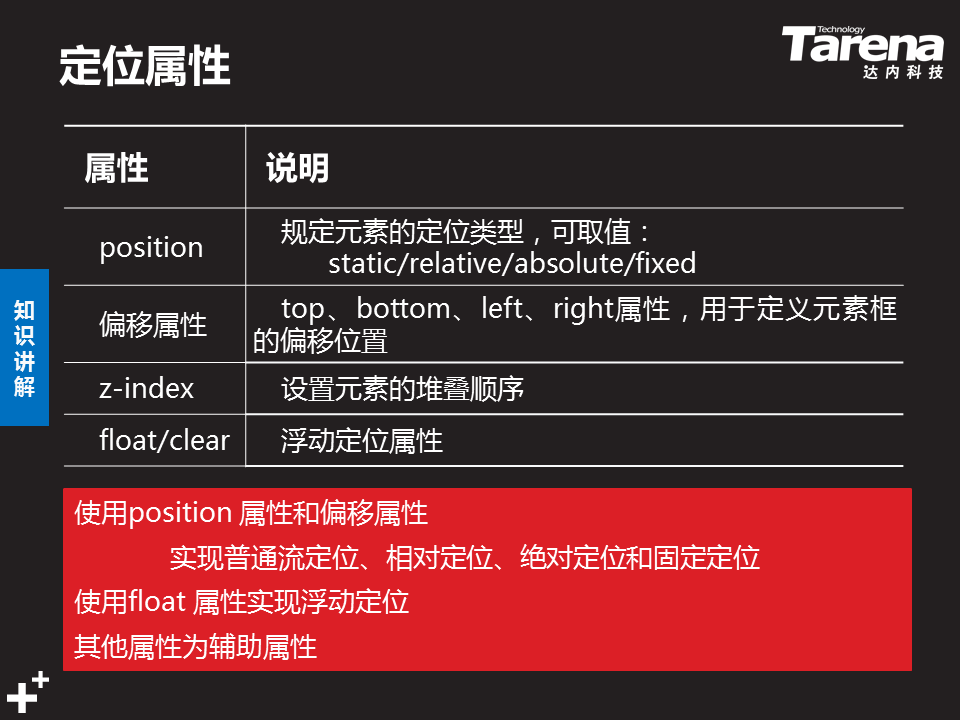 定位属性
Technology
Tarena
达内科技
属性 说明
position 规定元素的定位类型，可取值：
static/relative/absolute/fixed
偏移属性 top、bottom、left、right属性，用于定义元素框
的偏移位置
z-index 设置元素的堆叠顺序
float/clear 浮动定位属性
知
识
讲
解
使用position 属性和偏移属性
实现普通流定位、相对定位、绝对定位和固定定位
使用float 属性实现浮动定位
其他属性为辅助属性